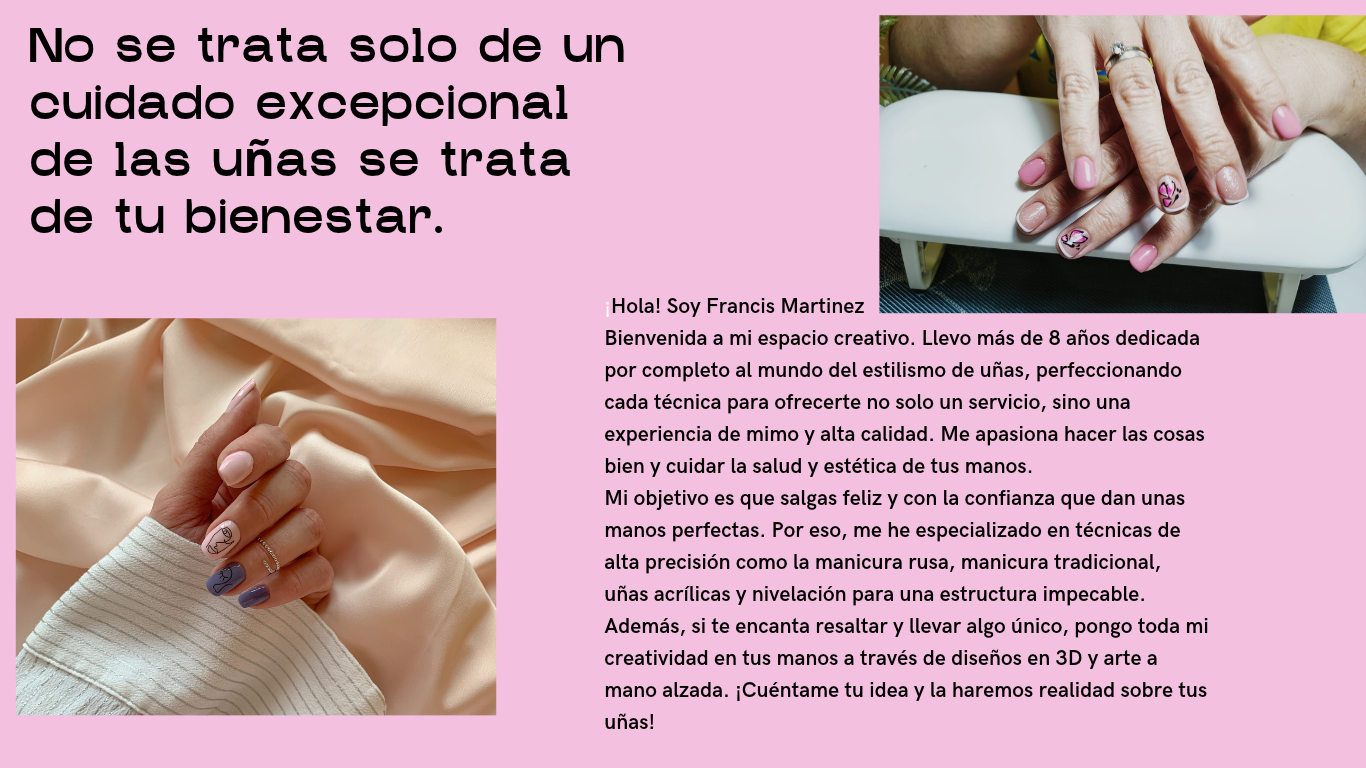 No se trata solo de un
cuidado excepcional
de las uñas se trata
de tu bienestar.
¡Hola! Soy Francis Martinez
Bienvenida a mi espacio creativo. Llevo más de 8 años dedicada
por completo al mundo del estilismo de uñas, perfeccionando
cada técnica para ofrecerte no solo un servicio, sino una
experiencia de mimo y alta calidad. Me apasiona hacer las cosas
bien y cuidar la salud y estética de tus manos.
Mi objetivo es que salgas feliz y con la confianza que dan unas
manos perfectas. Por eso, me he especializado en técnicas de
alta precisión como la manicura rusa, manicura tradicional,
uñas acrílicas y nivelación para una estructura impecable.
Además, si te encanta resaltar y llevar algo único, pongo toda mi
creatividad en tus manos a través de diseños en 3D y arte a
mano alzada. ¡Cuéntame tu idea y la haremos realidad sobre tus
uñas!